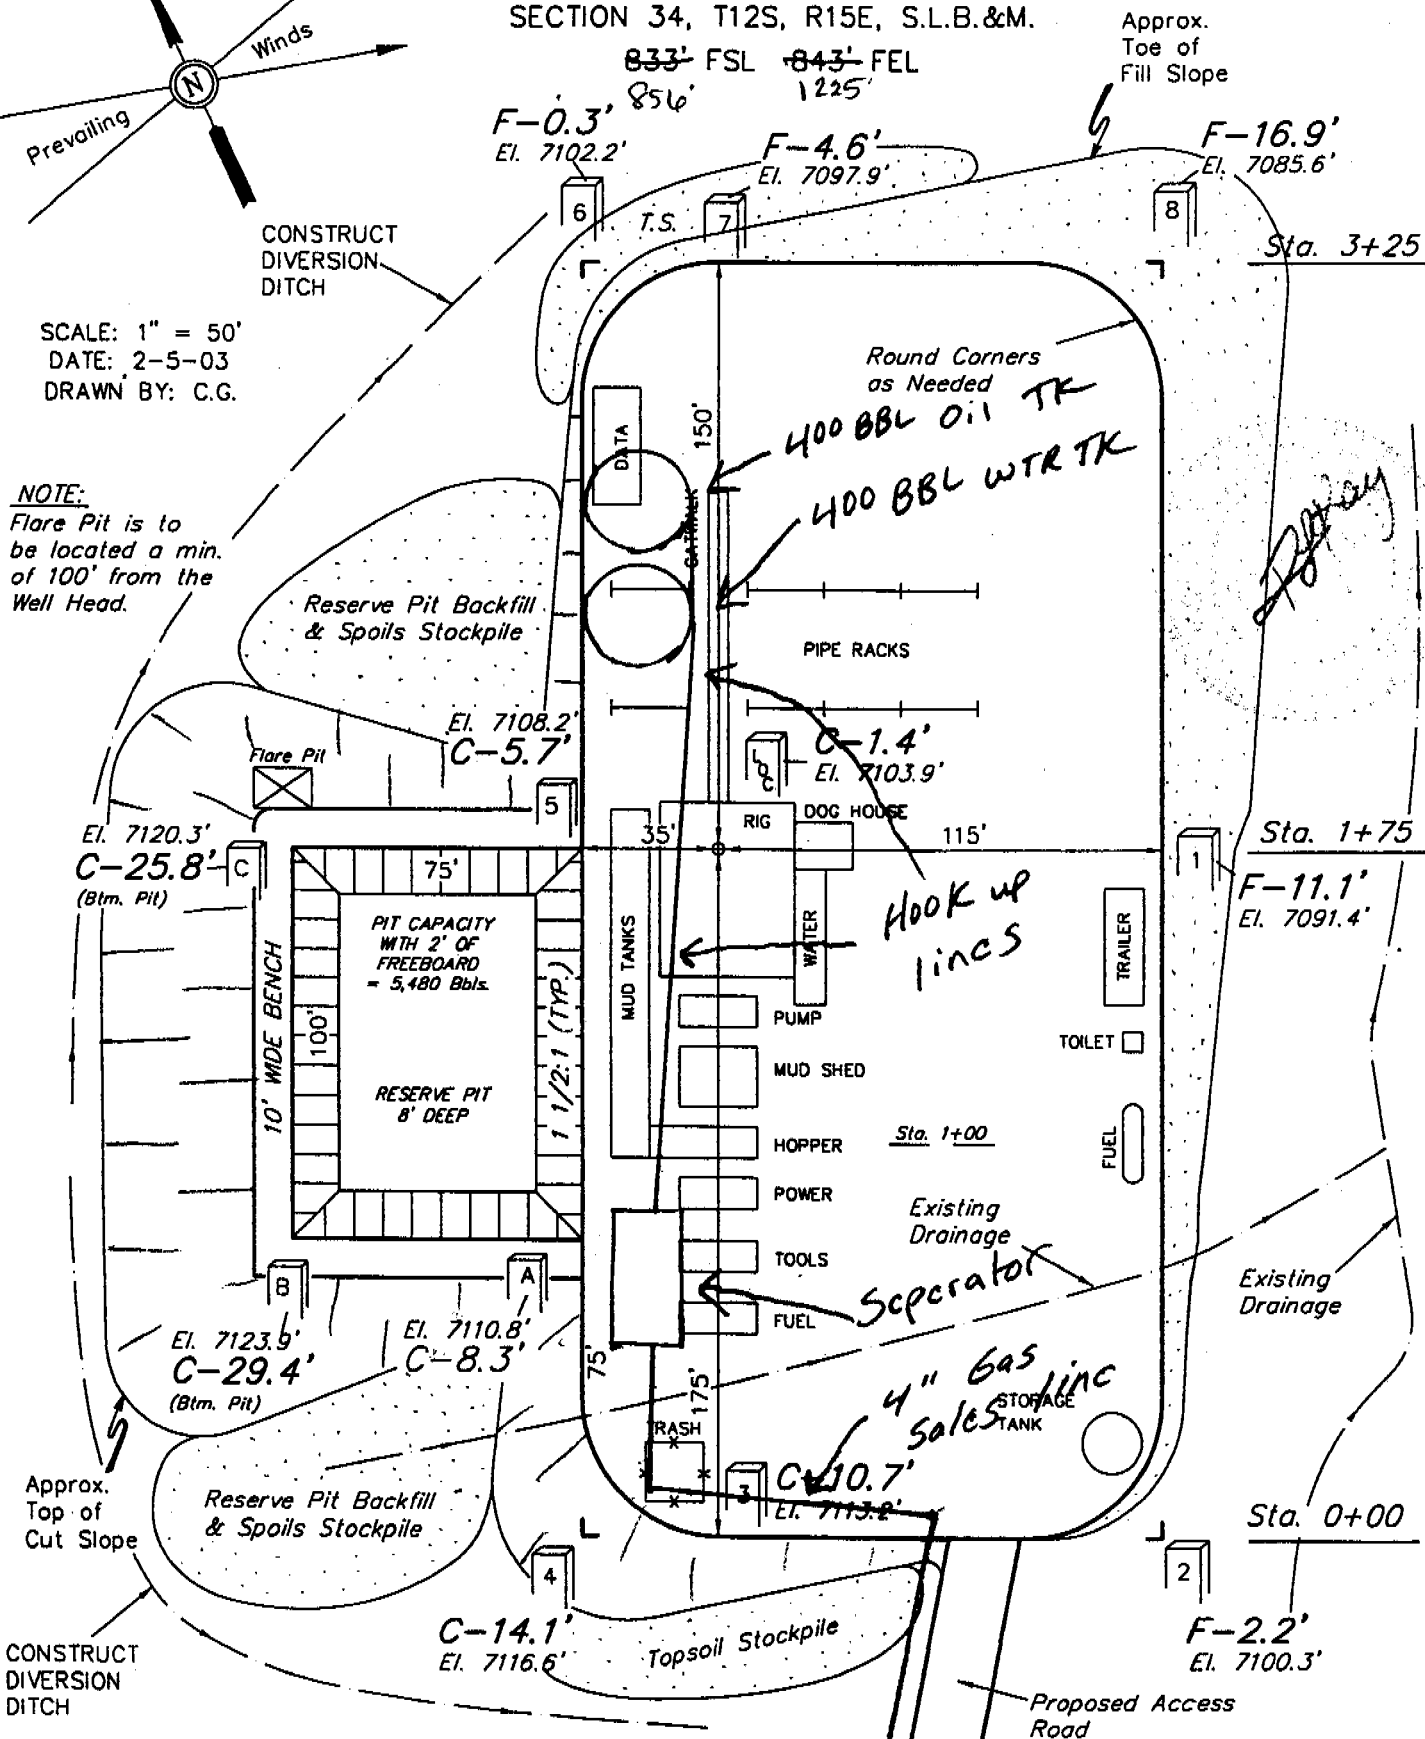 SECTION 34, T12S, R15E, S.L.B.&M.
833' FSL 843' FEL
856' 1225'
Winds
N
Prevailing
Approx.
Toe of
Fill Slope
F-0.3'
El. 7102.2'
F-4.6'
El. 7097.9'
F-16.9'
El. 7085.6'
6
T.S.
7
8
CONSTRUCT
DIVERSION
DITCH
Sta. 3+25
SCALE: 1" = 50'
DATE: 2-5-03
DRAWN BY: C.G.
Round Corners
as Needed
DATA
150'
400 BBL Oil TK
400 BBL WTR TK
CATWALK
NOTE:
Flare Pit is to
be located a min.
of 100' from the
Well Head.
Reserve Pit Backfill
& Spoils Stockpile
PIPE RACKS
El. 7108.2'
C-5.7'
Flare Pit
5
LOC
C-1.4'
El. 7103.9'
RIG
DOG HOUSE
El. 7120.3'
C-25.8'
(Btm. Pit)
C
75'
35'
115'
1
Sta. 1+75
F-11.1'
El. 7091.4'
PIT CAPACITY
WITH 2' OF
FREEBOARD
= 5,480 Bbls.
10' WIDE BENCH
100'
1 1/2:1 (TYP.)
MUD TANKS
WATER
Hook up
lines
TRAILER
PUMP
TOILET
MUD SHED
RESERVE PIT
8' DEEP
HOPPER
Sta. 1+00
FUEL
POWER
Existing
Drainage
TOOLS
Seperator
FUEL
Existing
Drainage
B
A
El. 7123.9'
C-29.4'
(Btm. Pit)
El. 7110.8'
C-8.3'
75'
175'
4" Gas
Sales line
STORAGE
TANK
TRASH
3
C-10.7'
El. 7113.2'
Approx.
Top of
Cut Slope
Reserve Pit Backfill
& Spoils Stockpile
Sta. 0+00
4
2
C-14.1'
El. 7116.6'
Topsoil Stockpile
F-2.2'
El. 7100.3'
CONSTRUCT
DIVERSION
DITCH
Proposed Access
Road